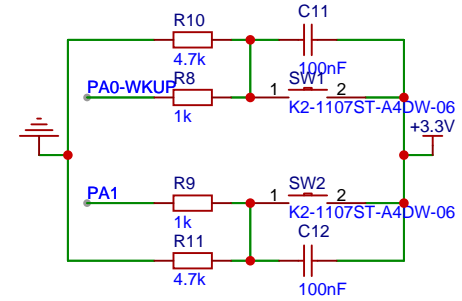 R10
C11
4.7k
100nF
PA0-WKUP
R8
SW1
1
2
1k
K2-1107ST-A4DW-06
+3.3V
PA1
R9
SW2
1
2
1k
K2-1107ST-A4DW-06
R11
C12
4.7k
100nF